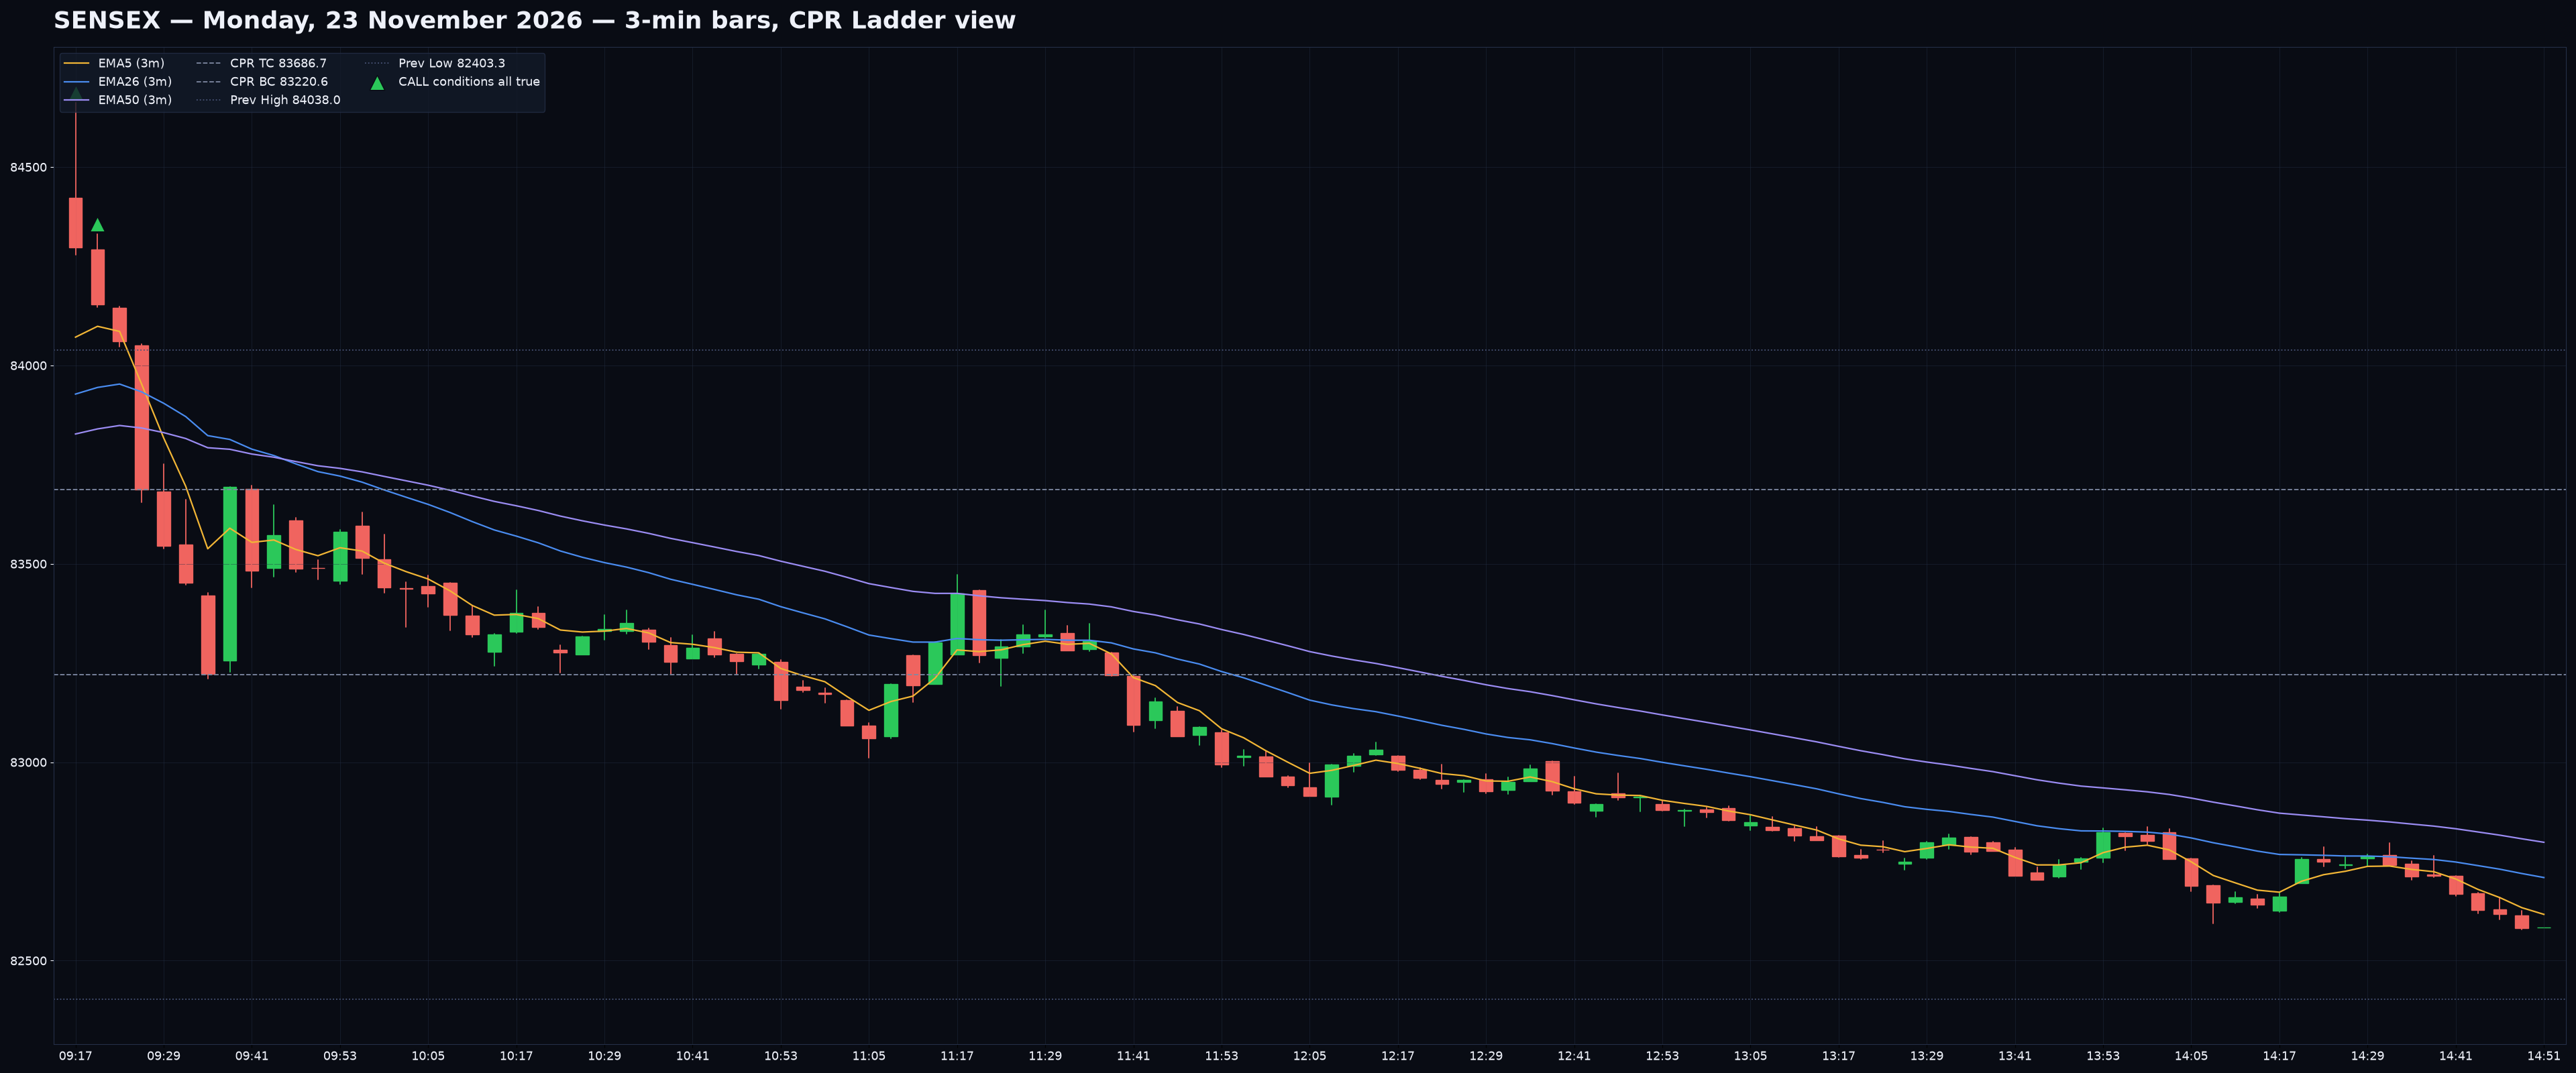 SENSEX — Monday, 23 November 2026 — 3-min bars, CPR Ladder view
EMA5 (3m)
EMA26 (3m)
EMA50 (3m)
CPR TC 83686.7
CPR BC 83220.6
Prev High 84038.0
Prev Low 82403.3
CALL conditions all true
84500
84000
83500
83000
82500
09:17 09:29 09:41 09:53 10:05 10:17 10:29 10:41 10:53 11:05 11:17 11:29 11:41 11:53 12:05 12:17 12:29 12:41 12:53 13:05 13:17 13:29 13:41 13:53 14:05 14:17 14:29 14:41 14:51